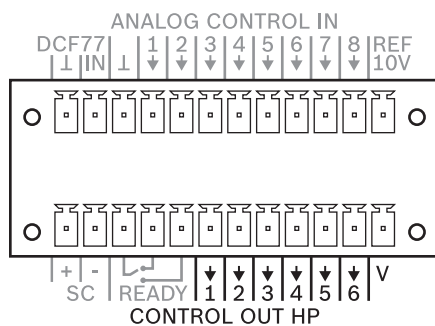 ANALOG CONTROL IN
DCF77 1 2 3 4 5 6 7 8 REF
⊥ IN ⊥ 10V
+ - 1 2 3 4 5 6 V
SC READY
CONTROL OUT HP